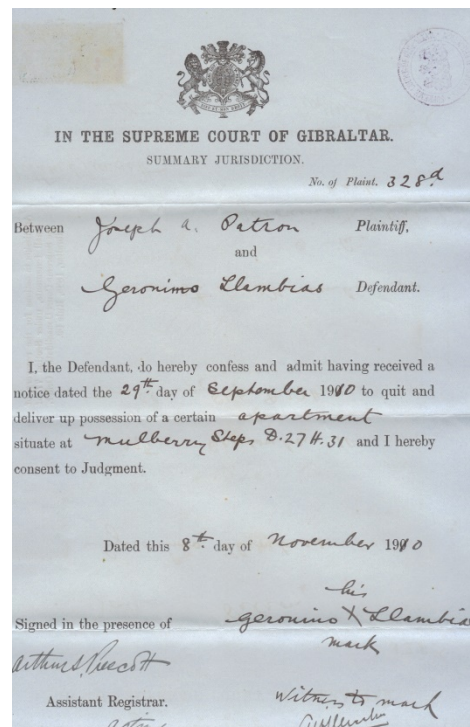 IN THE SUPREME COURT OF GIBRALTAR.
SUMMARY JURISDICTION.
No. of Plaint. 328d
Between Joseph A. Patron Plaintiff,
and
Geronimo Llambias Defendant.
I, the Defendant, do hereby confess and admit having received a
notice dated the 29th day of September 1910 to quit and
deliver up possession of a certain apartment
situate at Mulberry Steps D.27 H.31 and I hereby
consent to Judgment.
Dated this 8th day of November 1910
his
Signed in the presence of Geronimo X Llambia
mark
Arthur S. Prescott
Assistant Registrar. Witness to mark